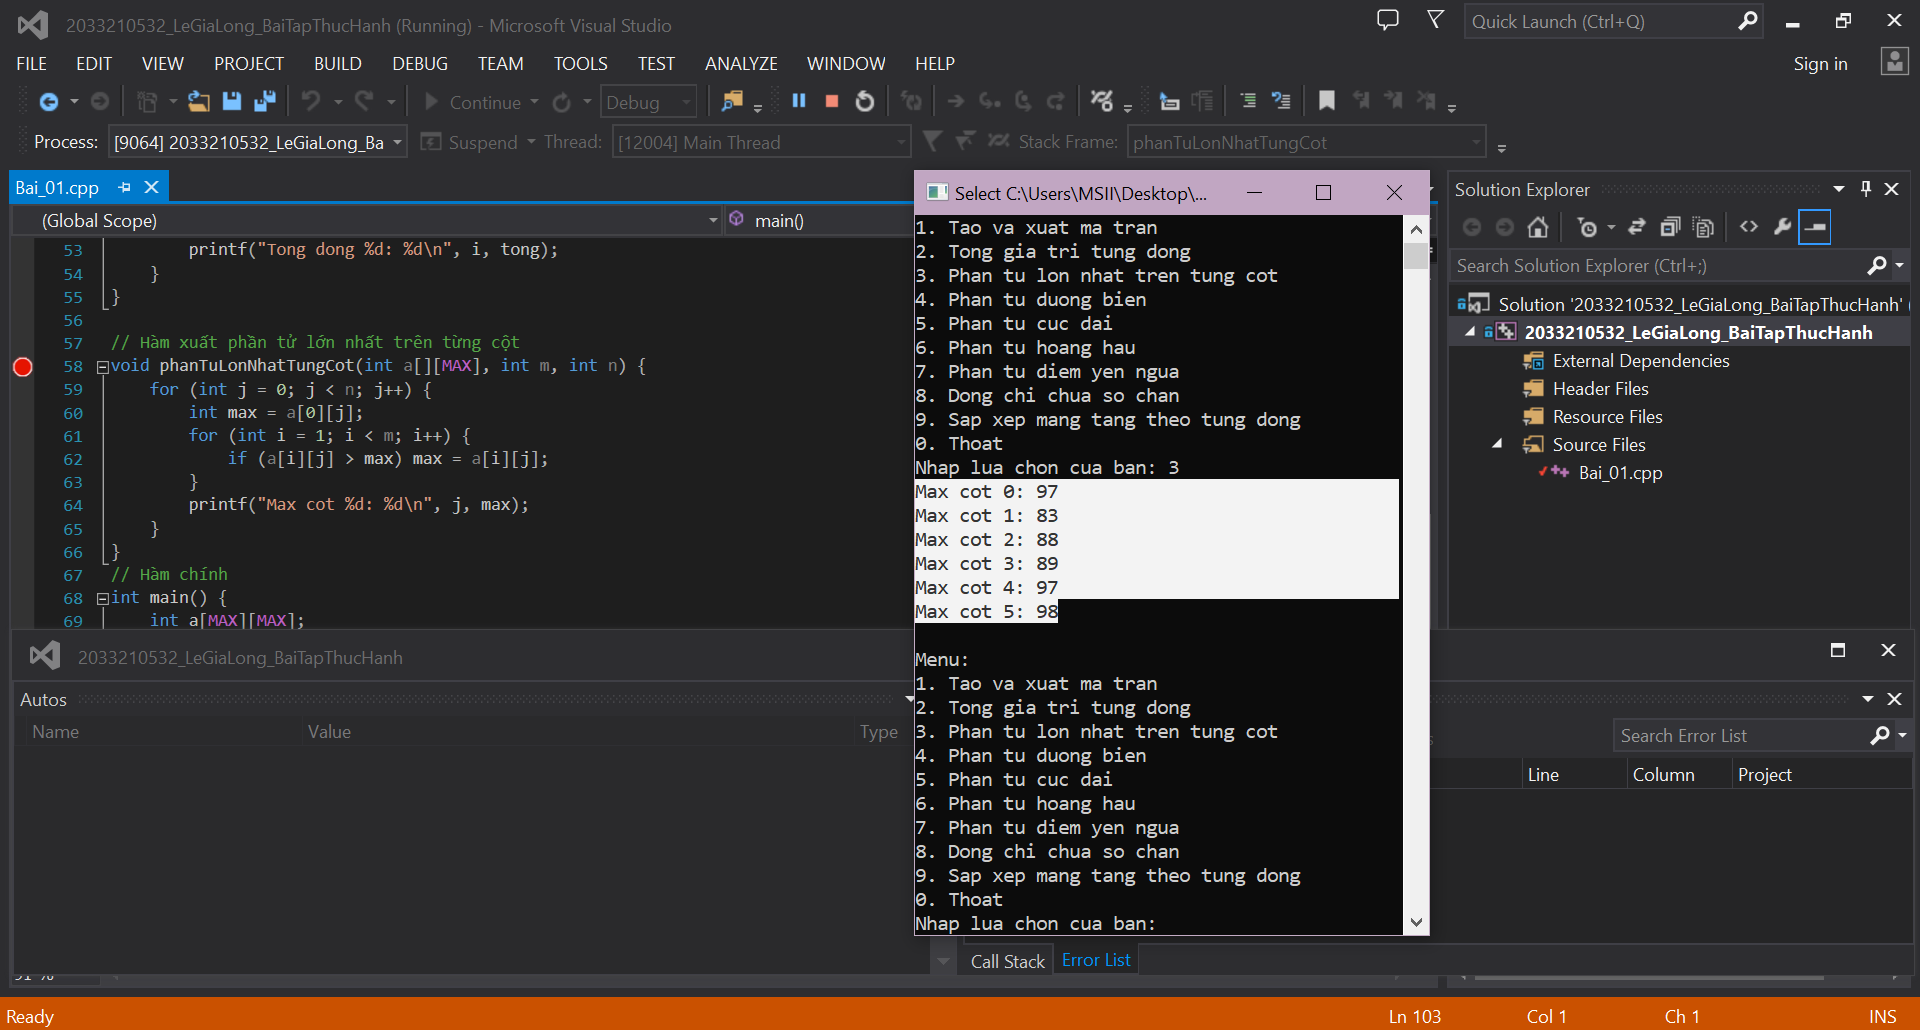 2033210532_LeGiaLong_BaiTapThucHanh (Running) - Microsoft Visual Studio
Quick Launch (Ctrl+Q)
FILE EDIT VIEW PROJECT BUILD DEBUG TEAM TOOLS TEST ANALYZE WINDOW HELP
Sign in
Continue Debug
Process: [9064] 2033210532_LeGiaLong_Ba Suspend Thread: [12004] Main Thread Stack Frame: phanTuLonNhatTungCot
Bai_01.cpp
(Global Scope) main()
53 printf("Tong dong %d: %d\n", i, tong);
54 }
55 }
56
57 // Hàm xuất phần tử lớn nhất trên từng cột
58 void phanTuLonNhatTungCot(int a[][MAX], int m, int n) {
59 for (int j = 0; j < n; j++) {
60 int max = a[0][j];
61 for (int i = 1; i < m; i++) {
62 if (a[i][j] > max) max = a[i][j];
63 }
64 printf("Max cot %d: %d\n", j, max);
65 }
66 }
67 // Hàm chính
68 int main() {
69 int a[MAX][MAX];
Select C:\Users\MSII\Desktop\...
1. Tao va xuat ma tran
2. Tong gia tri tung dong
3. Phan tu lon nhat tren tung cot
4. Phan tu duong bien
5. Phan tu cuc dai
6. Phan tu hoang hau
7. Phan tu diem yen ngua
8. Dong chi chua so chan
9. Sap xep mang tang theo tung dong
0. Thoat
Nhap lua chon cua ban: 3
Max cot 0: 97
Max cot 1: 83
Max cot 2: 88
Max cot 3: 89
Max cot 4: 97
Max cot 5: 98
Menu:
1. Tao va xuat ma tran
2. Tong gia tri tung dong
3. Phan tu lon nhat tren tung cot
4. Phan tu duong bien
5. Phan tu cuc dai
6. Phan tu hoang hau
7. Phan tu diem yen ngua
8. Dong chi chua so chan
9. Sap xep mang tang theo tung dong
0. Thoat
Nhap lua chon cua ban:
Solution Explorer
Search Solution Explorer (Ctrl+;)
Solution '2033210532_LeGiaLong_BaiTapThucHanh' (
2033210532_LeGiaLong_BaiTapThucHanh
External Dependencies
Header Files
Resource Files
Source Files
Bai_01.cpp
2033210532_LeGiaLong_BaiTapThucHanh
Autos
Name Value Type
Search Error List
Line Column Project
Call Stack Error List
Ready Ln 103 Col 1 Ch 1 INS